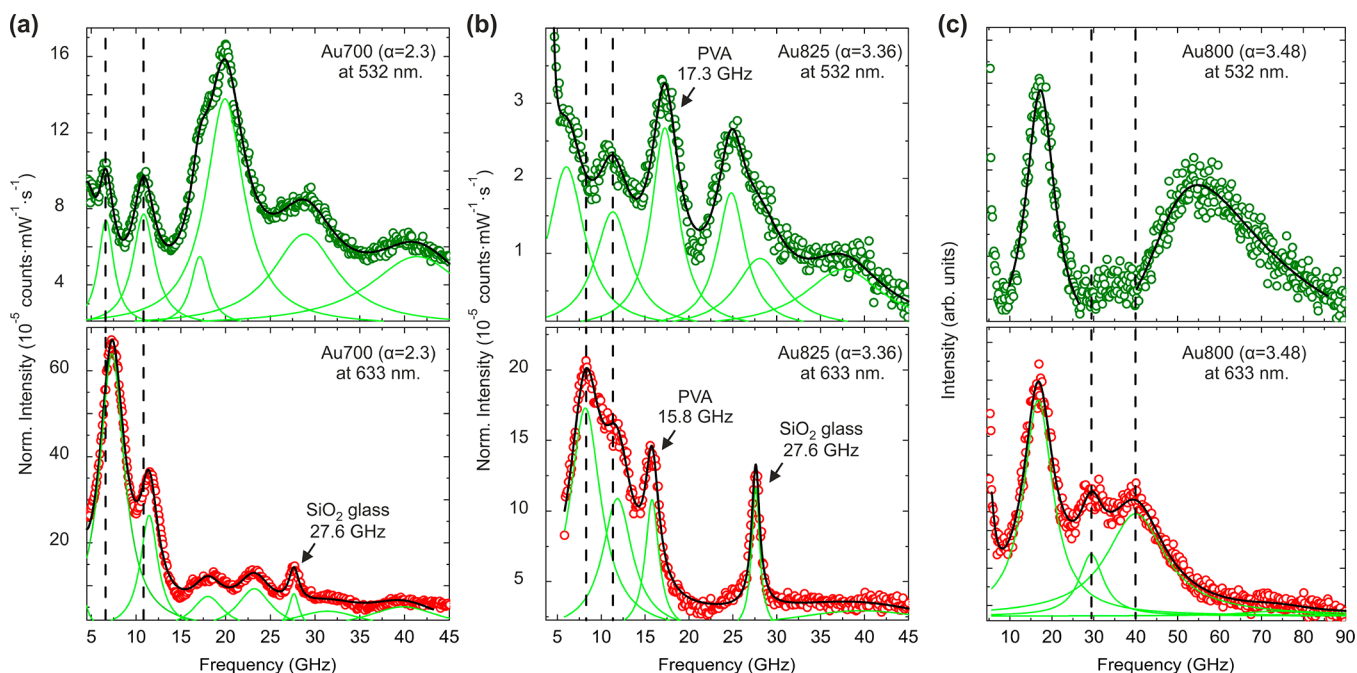 (a)
Norm. Intensity (10⁻⁵ counts·mW⁻¹·s⁻¹)
16
14
12
10
8
6
4
Au700 (α=2.3)
at 532 nm.
60
50
40
30
20
10
Au700 (α=2.3)
at 633 nm.
SiO₂ glass
27.6 GHz
5 10 15 20 25 30 35 40 45
Frequency (GHz)
(b)
Norm. Intensity (10⁻⁵ counts·mW⁻¹·s⁻¹)
3
2
1
PVA
17.3 GHz
Au825 (α=3.36)
at 532 nm.
20
15
10
5
Au825 (α=3.36)
at 633 nm.
PVA
15.8 GHz
SiO₂ glass
27.6 GHz
5 10 15 20 25 30 35 40 45
Frequency (GHz)
(c)
Intensity (arb. units)
Au800 (α=3.48)
at 532 nm.
Au800 (α=3.48)
at 633 nm.
10 20 30 40 50 60 70 80 90
Frequency (GHz)